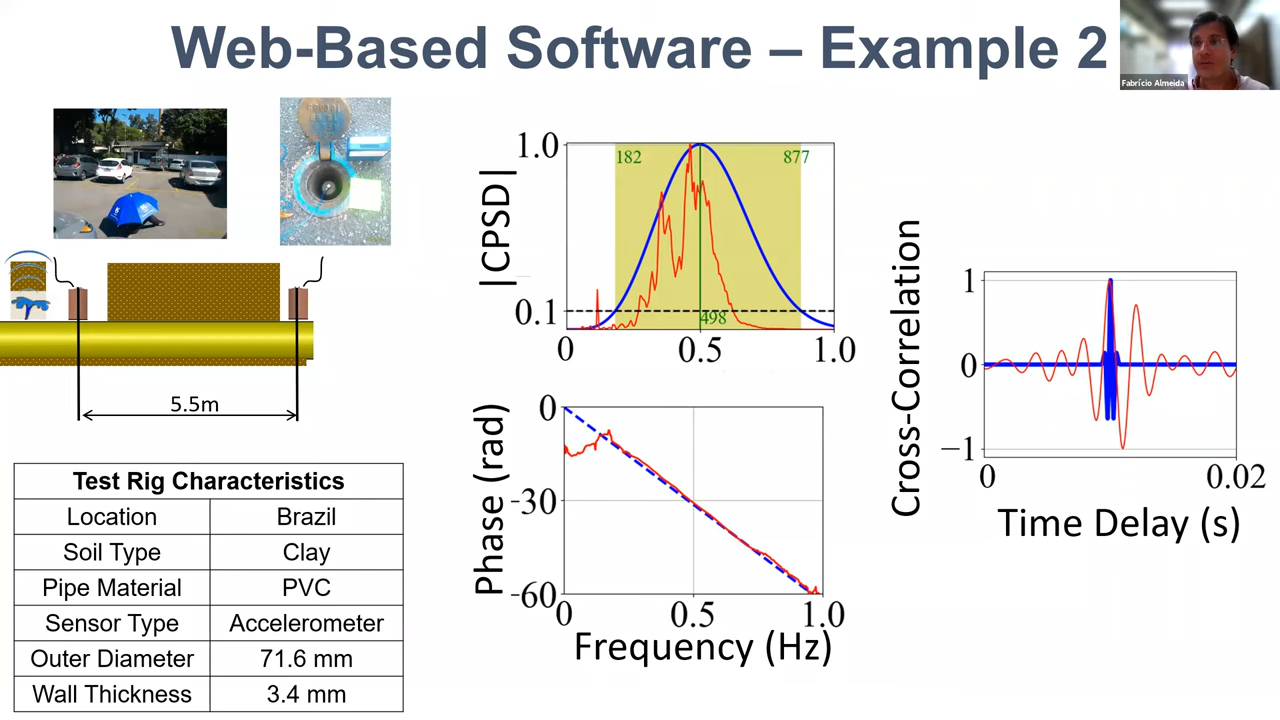 Web-Based Software – Example 2
Fabrício Almeida
5.5m
Test Rig Characteristics
Location Brazil
Soil Type Clay
Pipe Material PVC
Sensor Type Accelerometer
Outer Diameter 71.6 mm
Wall Thickness 3.4 mm
|CPSD|
1.0
0.1
182
877
498
0 0.5 1.0
Phase (rad)
0
-30
-60
0 0.5 1.0
Frequency (Hz)
Cross-Correlation
1
0
−1
0 0.02
Time Delay (s)